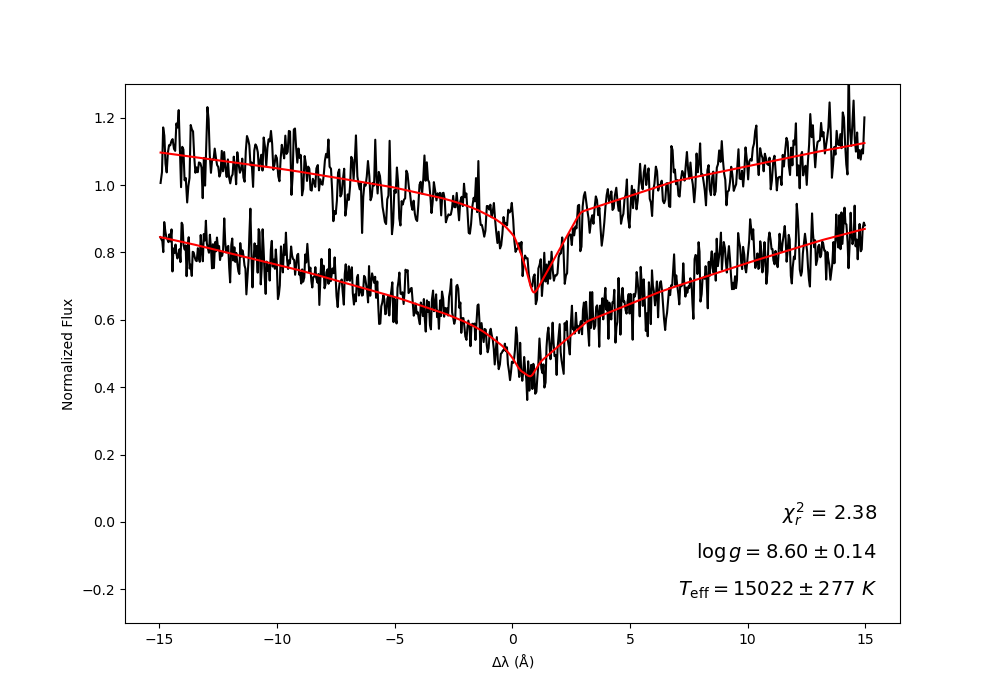 1.2
1.0
0.8
0.6
0.4
0.2
0.0
−0.2
Normalized Flux
χ²ᵣ = 2.38
log g = 8.60 ± 0.14
T_eff = 15022 ± 277 K
−15 −10 −5 0 5 10 15
Δλ (Å)